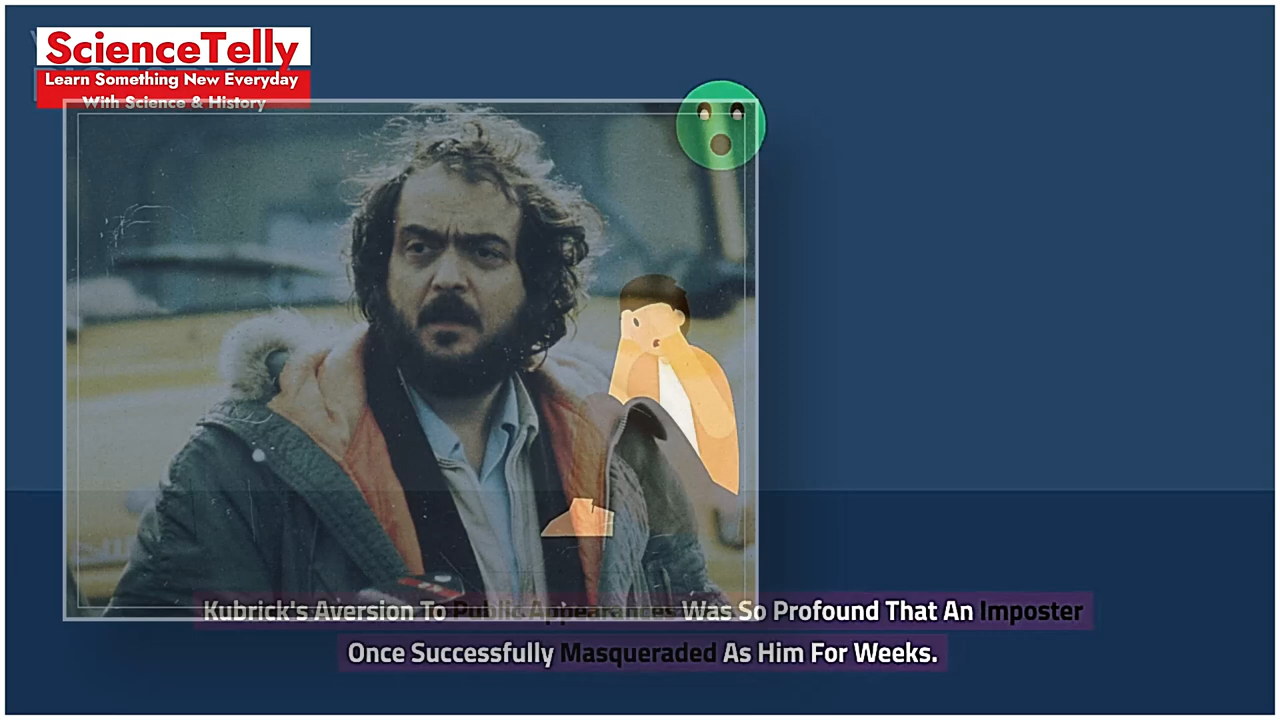 ScienceTelly
Learn Something New Everyday
With Science & History
Kubrick's Aversion To Public Appearances Was So Profound That An Imposter
Once Successfully Masqueraded As Him For Weeks.